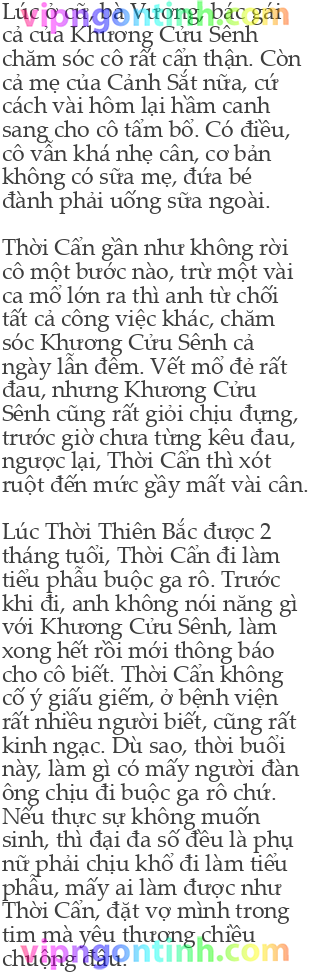 Lúc ở cữ, bà Vương, bác gái
cả của Khương Cửu Sênh
chăm sóc cô rất cẩn thận. Còn
cả mẹ của Cảnh Sắt nữa, cứ
cách vài hôm lại hầm canh
sang cho cô tẩm bổ. Có điều,
cô vẫn khá nhẹ cân, cơ bản
không có sữa mẹ, đứa bé
đành phải uống sữa ngoài.
Thời Cẩn gần như không rời
cô một bước nào, trừ một vài
ca mổ lớn ra thì anh từ chối
tất cả công việc khác, chăm
sóc Khương Cửu Sênh cả
ngày lẫn đêm. Vết mổ đẻ rất
đau, nhưng Khương Cửu
Sênh cũng rất giỏi chịu đựng,
trước giờ chưa từng kêu đau,
ngược lại, Thời Cẩn thì xót
ruột đến mức gầy mất vài cân.
Lúc Thời Thiên Bắc được 2
tháng tuổi, Thời Cẩn đi làm
tiểu phẫu buộc ga rô. Trước
khi đi, anh không nói năng gì
với Khương Cửu Sênh, làm
xong hết rồi mới thông báo
cho cô biết. Thời Cẩn không
cố ý giấu giếm, ở bệnh viện
rất nhiều người biết, cũng rất
kinh ngạc. Dù sao, thời buổi
này, làm gì có mấy người đàn
ông chịu đi buộc ga rô chứ.
Nếu thực sự không muốn
sinh, thì đại đa số đều là phụ
nữ phải chịu khổ đi làm tiểu
phẫu, mấy ai làm được như
Thời Cẩn, đặt vợ mình trong
tim mà yêu thương chiều
chuộng đâu.
vipngontinh.com
vipngontinh.com